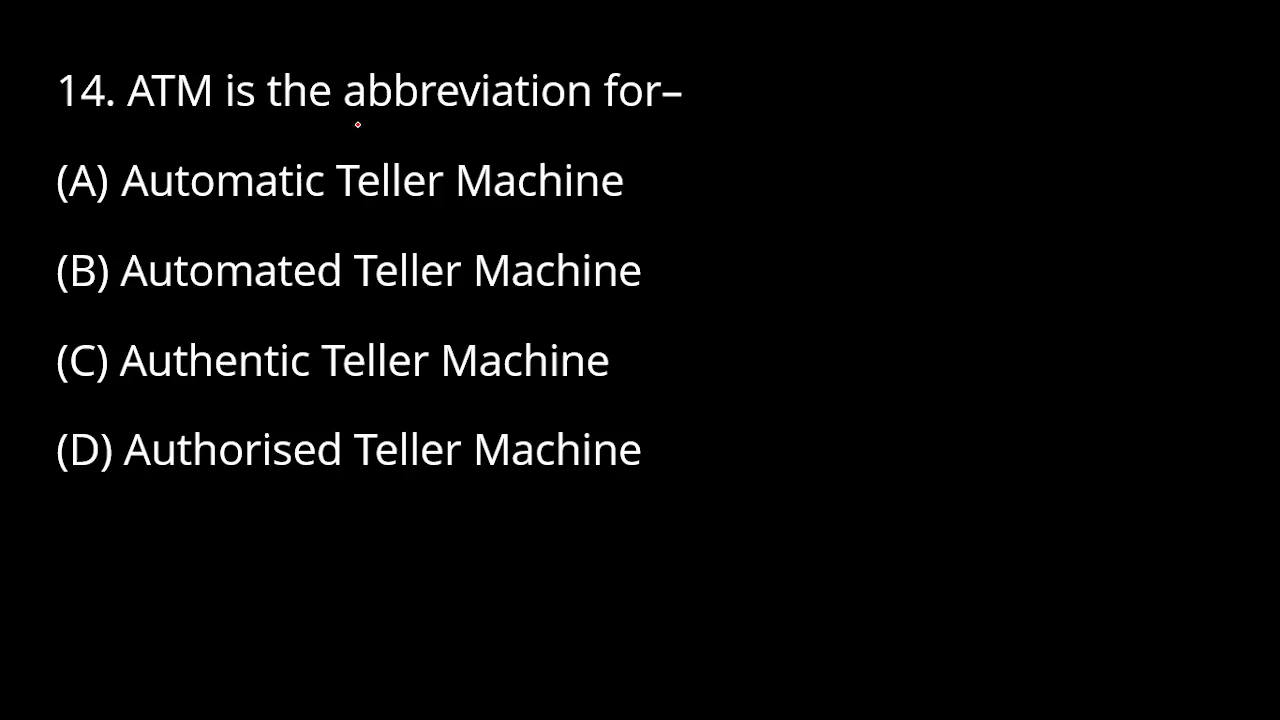 14. ATM is the abbreviation for–
(A) Automatic Teller Machine
(B) Automated Teller Machine
(C) Authentic Teller Machine
(D) Authorised Teller Machine